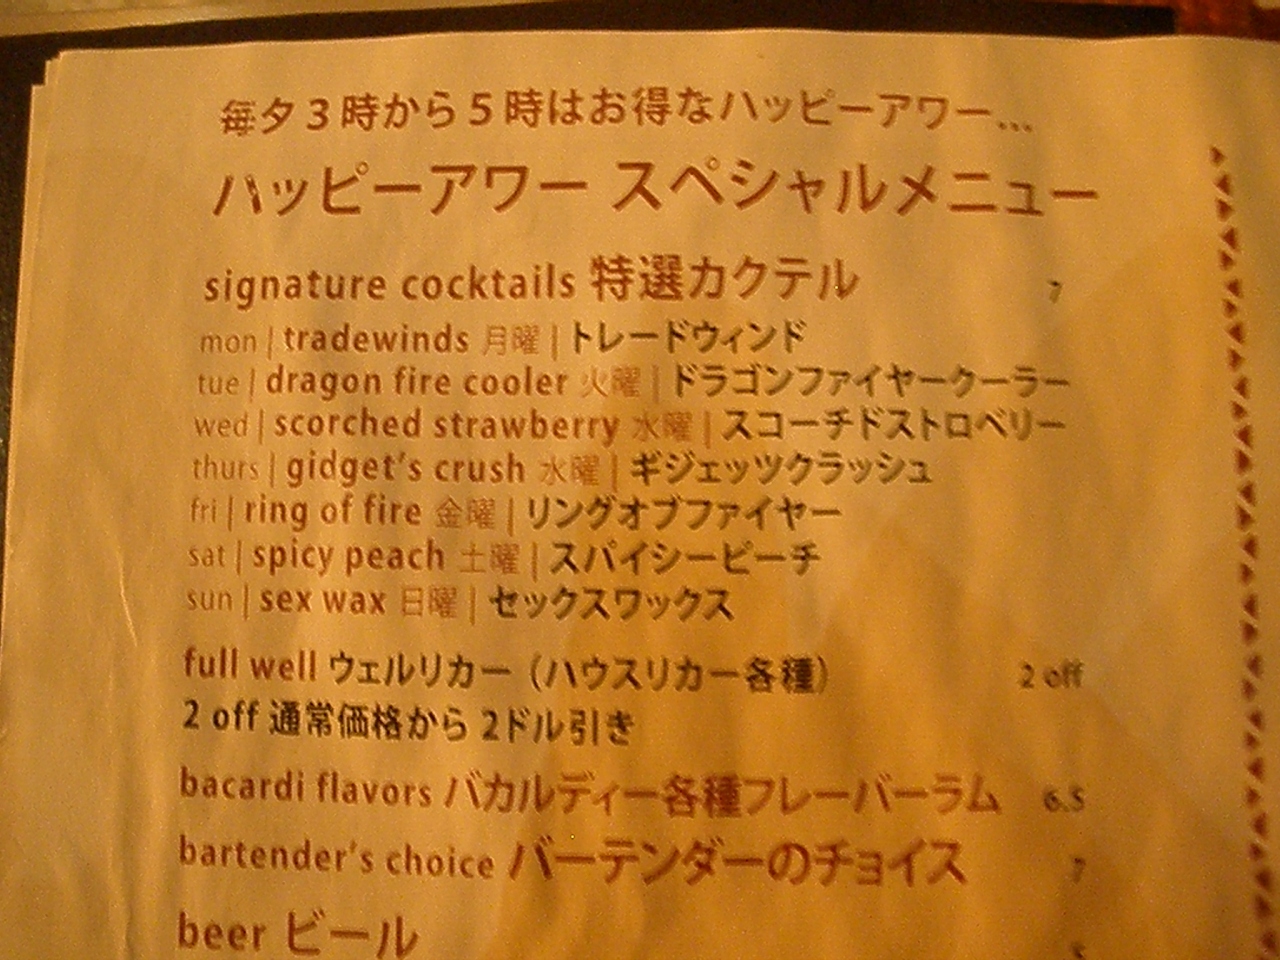 毎夕３時から５時はお得なハッピーアワー...
ハッピーアワー スペシャルメニュー
signature cocktails 特選カクテル 7
mon | tradewinds 月曜 | トレードウィンド
tue | dragon fire cooler 火曜 | ドラゴンファイヤークーラー
wed | scorched strawberry 水曜 | スコーチドストロベリー
thurs | gidget's crush 水曜 | ギジェッツクラッシュ
fri | ring of fire 金曜 | リングオブファイヤー
sat | spicy peach 土曜 | スパイシーピーチ
sun | sex wax 日曜 | セックスワックス
full well ウェルリカー（ハウスリカー各種） 2 off
2 off 通常価格から 2ドル引き
bacardi flavors バカルディー各種フレーバーラム 6.5
bartender's choice バーテンダーのチョイス 7
beer ビール 5